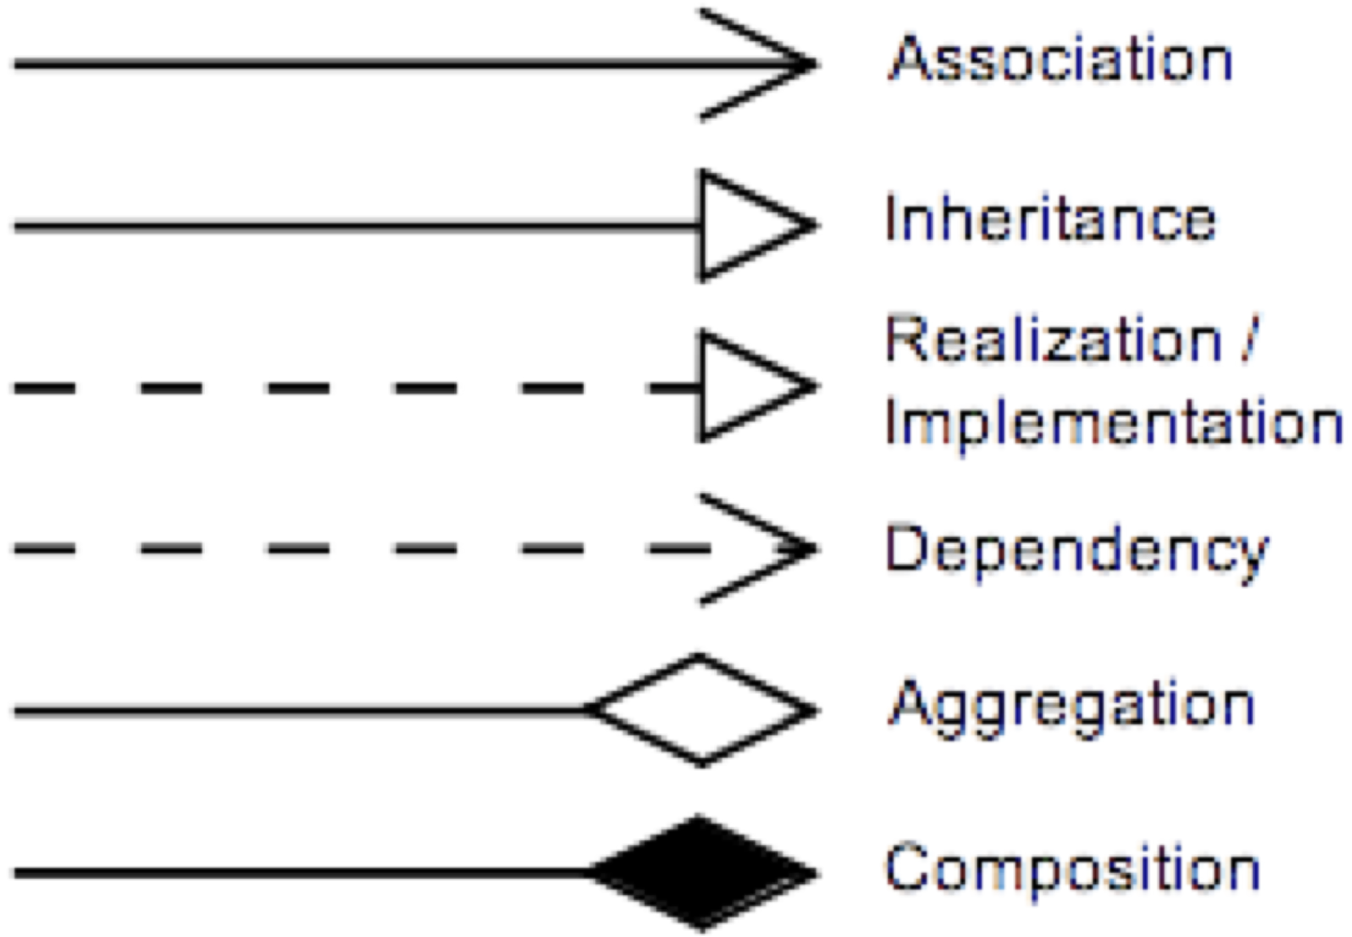 Association
Inheritance
Realization /
Implementation
Dependency
Aggregation
Composition